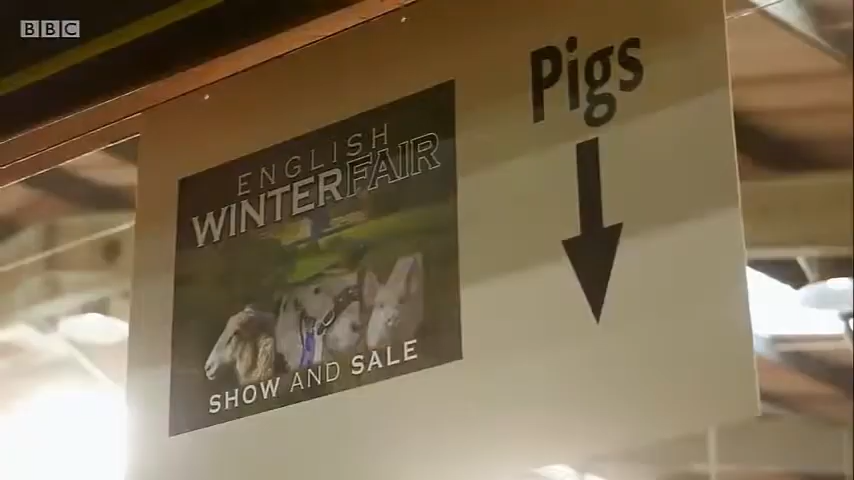 BBC
Pigs
ENGLISH
WINTERFAIR
SHOW AND SALE